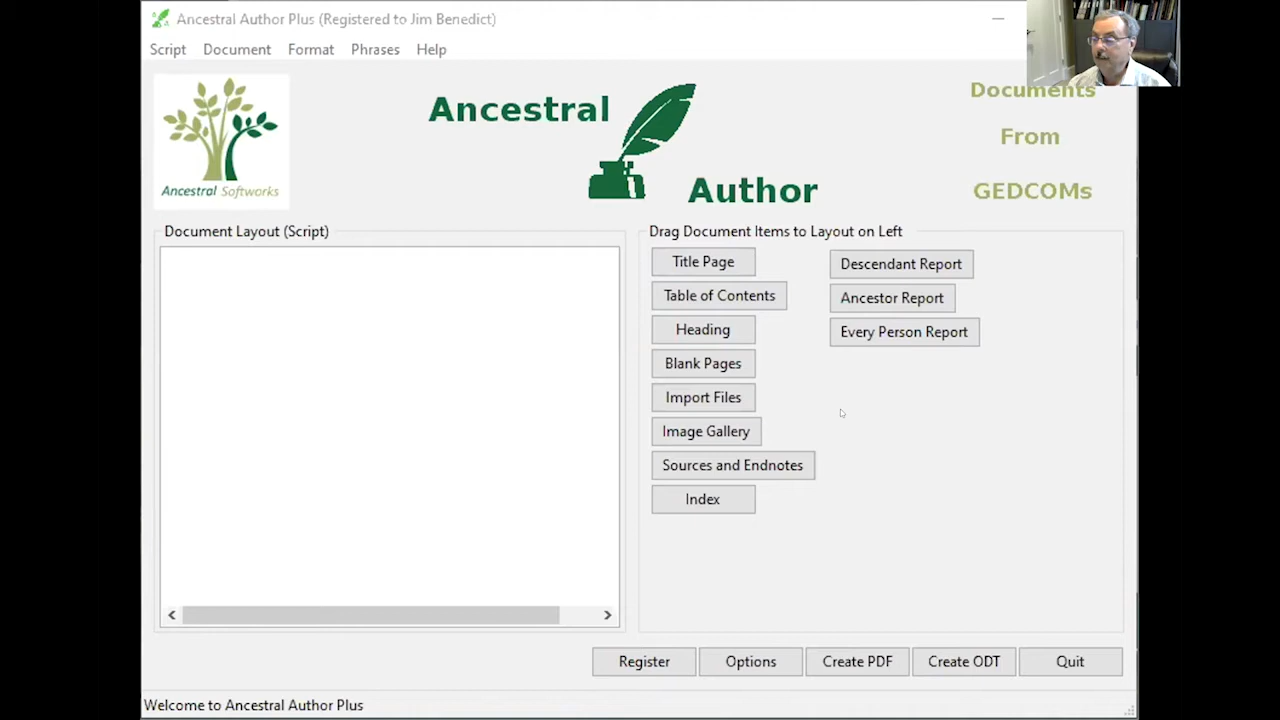 Ancestral Author Plus (Registered to Jim Benedict)
Script Document Format Phrases Help
Ancestral Softworks
Ancestral
Author
Documents
From
GEDCOMs
Document Layout (Script)
Drag Document Items to Layout on Left
Title Page
Table of Contents
Heading
Blank Pages
Import Files
Image Gallery
Sources and Endnotes
Index
Descendant Report
Ancestor Report
Every Person Report
Register Options Create PDF Create ODT Quit
Welcome to Ancestral Author Plus